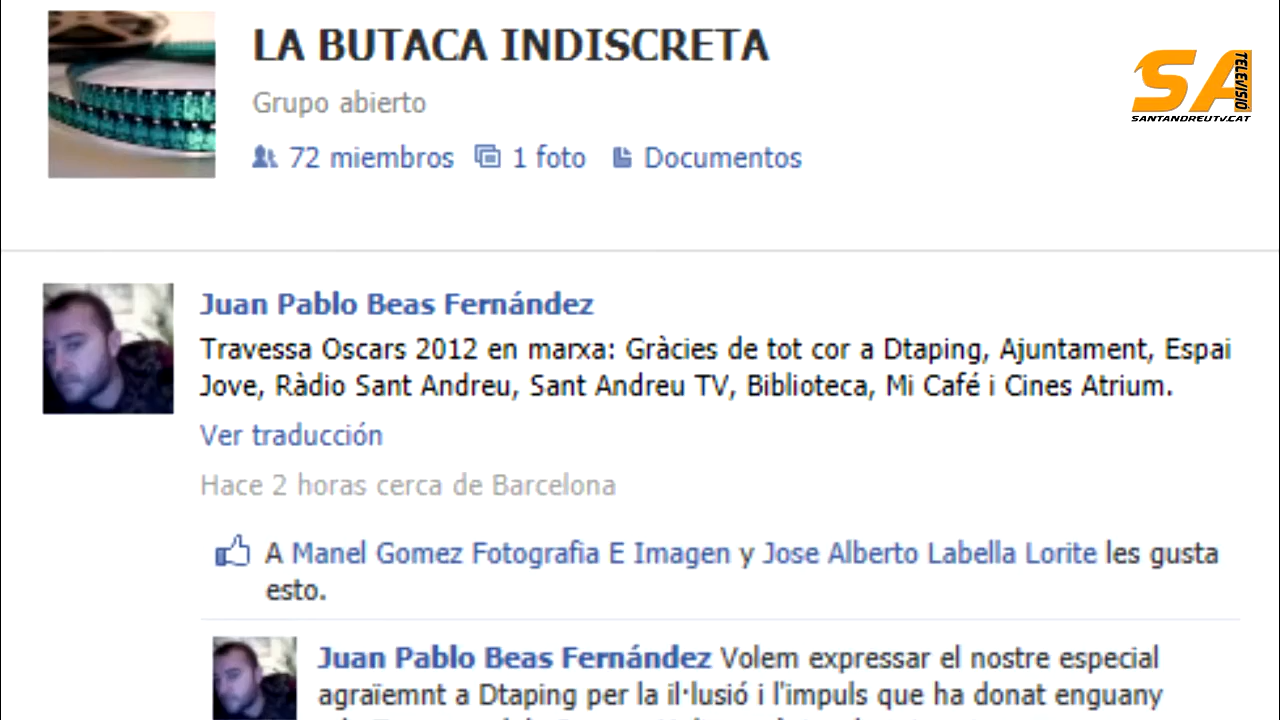 LA BUTACA INDISCRETA
Grupo abierto
72 miembros 1 foto Documentos
SA TELEVISIÓ
SANTANDREUTV.CAT
Juan Pablo Beas Fernández
Travessa Oscars 2012 en marxa: Gràcies de tot cor a Dtaping, Ajuntament, Espai
Jove, Ràdio Sant Andreu, Sant Andreu TV, Biblioteca, Mi Café i Cines Atrium.
Ver traducción
Hace 2 horas cerca de Barcelona
A Manel Gomez Fotografia E Imagen y Jose Alberto Labella Lorite les gusta
esto.
Juan Pablo Beas Fernández Volem expressar el nostre especial
agraïemnt a Dtaping per la il·lusió i l'impuls que ha donat enguany